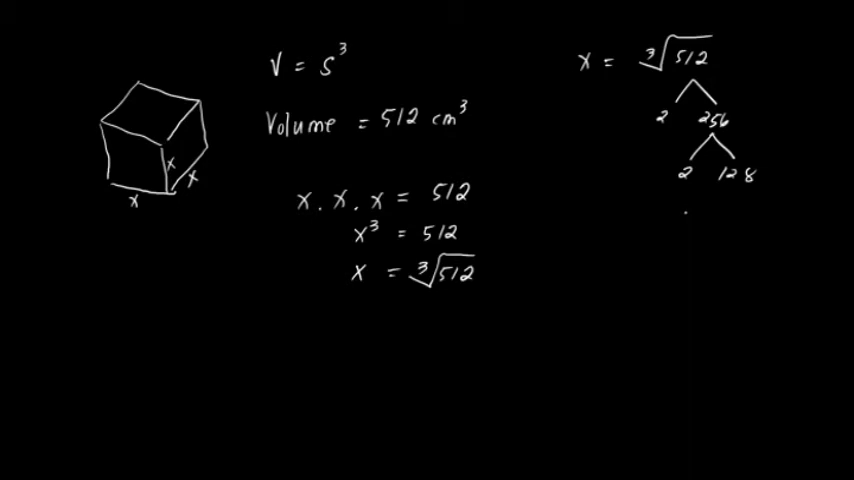 V = S³
Volume = 512 cm³
x . x . x = 512
x³ = 512
x = ³√512
x
x
x
x = ³√512
2 256
2 128